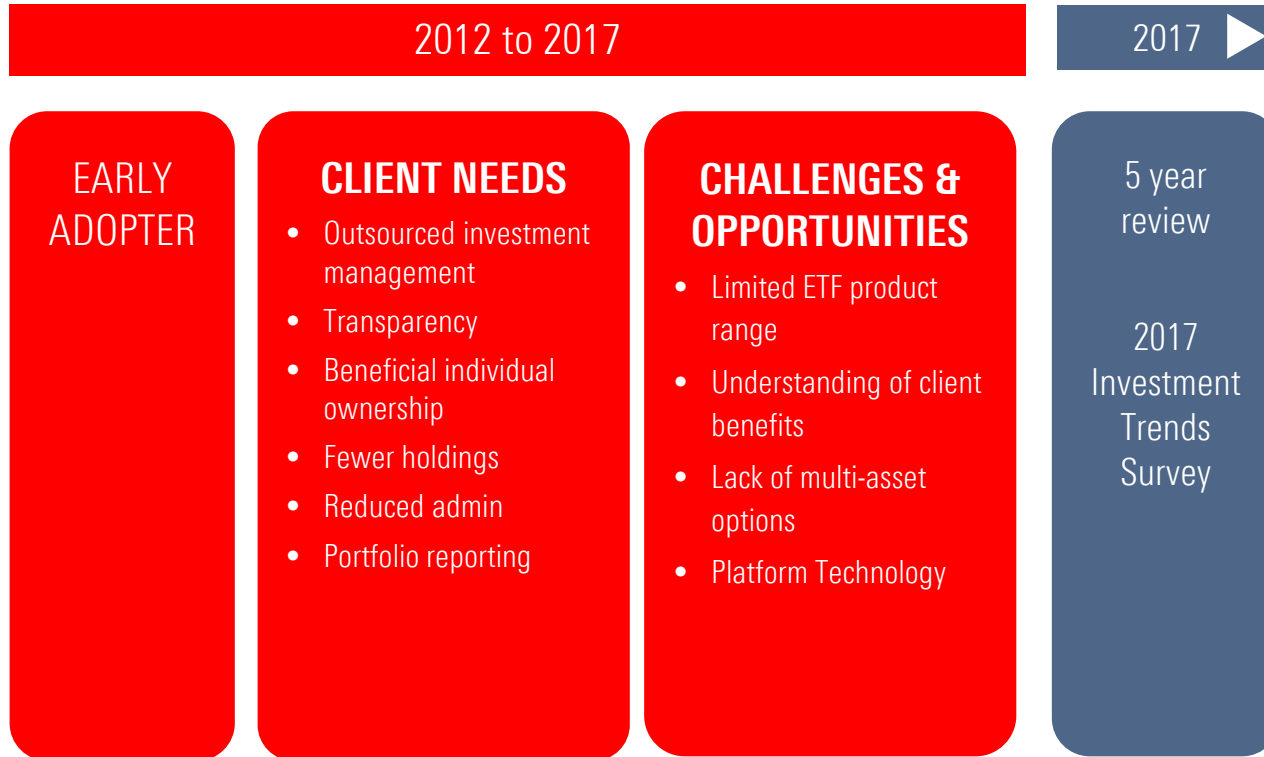 2012 to 2017
2017
EARLY
ADOPTER
CLIENT NEEDS
• Outsourced investment
management
• Transparency
• Beneficial individual
ownership
• Fewer holdings
• Reduced admin
• Portfolio reporting
CHALLENGES &
OPPORTUNITIES
• Limited ETF product
range
• Understanding of client
benefits
• Lack of multi-asset
options
• Platform Technology
5 year
review
2017
Investment
Trends
Survey